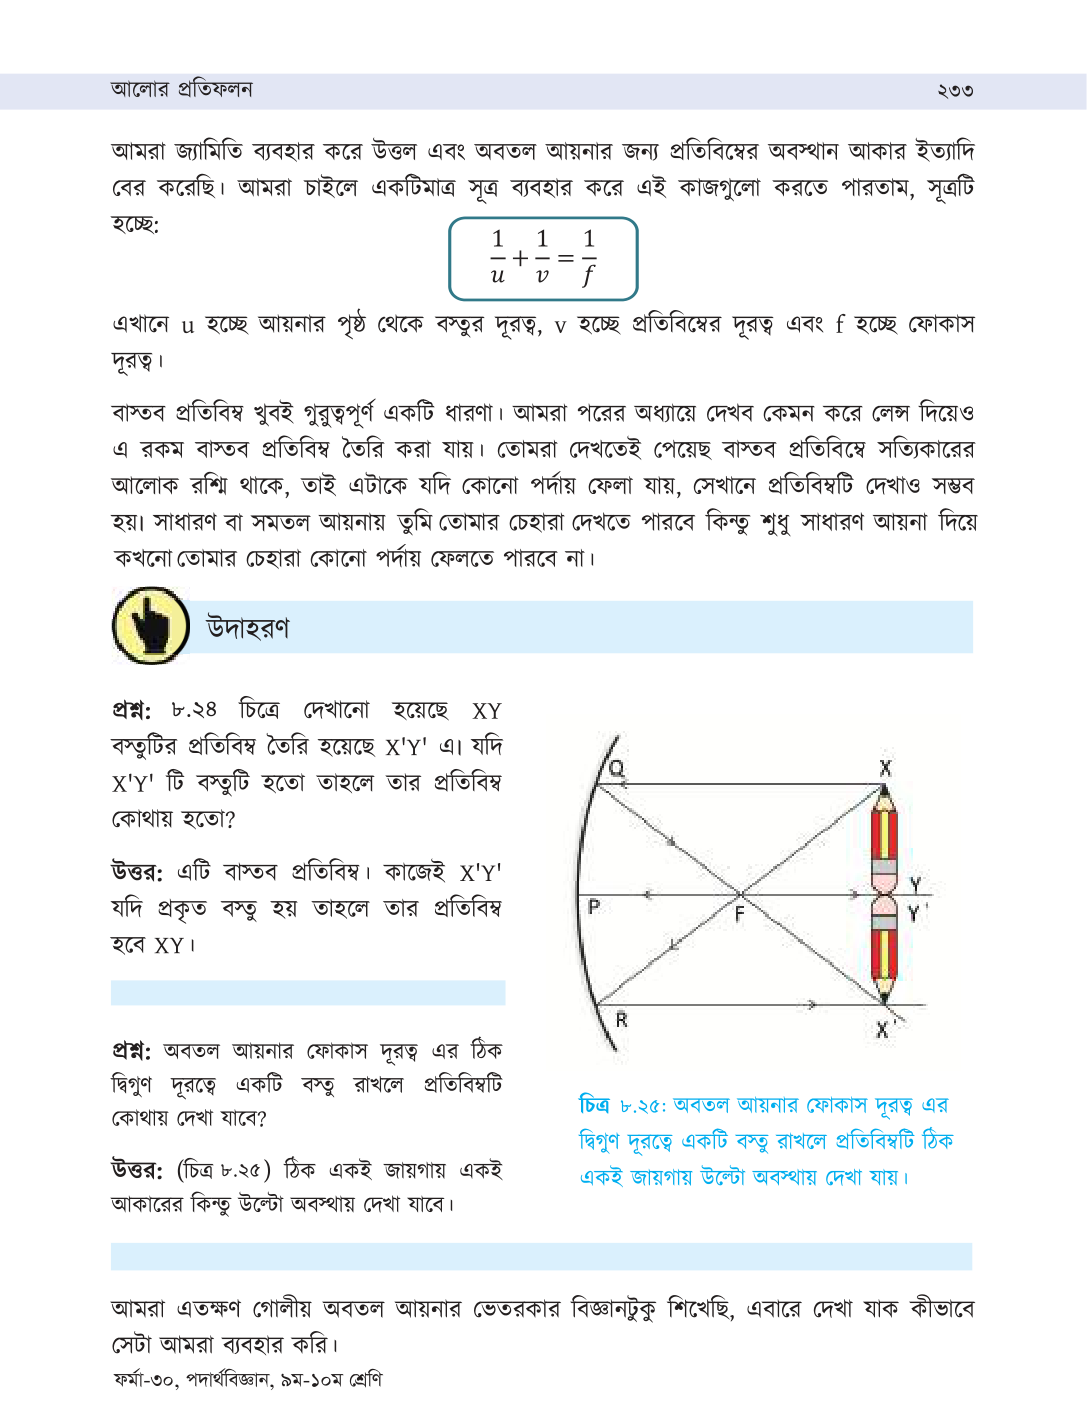 আলোর প্রতিফলন ২৩৩
আমরা জ্যামিতি ব্যবহার করে উত্তল এবং অবতল আয়নার জন্য প্রতিবিম্বের অবস্থান আকার ইত্যাদি
বের করেছি। আমরা চাইলে একটিমাত্র সূত্র ব্যবহার করে এই কাজগুলো করতে পারতাম, সূত্রটি
হচ্ছে:
1/u + 1/v = 1/f
এখানে u হচ্ছে আয়নার পৃষ্ঠ থেকে বস্তুর দূরত্ব, v হচ্ছে প্রতিবিম্বের দূরত্ব এবং f হচ্ছে ফোকাস
দূরত্ব।
বাস্তব প্রতিবিম্ব খুবই গুরুত্বপূর্ণ একটি ধারণা। আমরা পরের অধ্যায়ে দেখব কেমন করে লেন্স দিয়েও
এ রকম বাস্তব প্রতিবিম্ব তৈরি করা যায়। তোমরা দেখতেই পেয়েছ বাস্তব প্রতিবিম্বে সত্যিকারের
আলোক রশ্মি থাকে, তাই এটাকে যদি কোনো পর্দায় ফেলা যায়, সেখানে প্রতিবিম্বটি দেখাও সম্ভব
হয়। সাধারণ বা সমতল আয়নায় তুমি তোমার চেহারা দেখতে পারবে কিন্তু শুধু সাধারণ আয়না দিয়ে
কখনো তোমার চেহারা কোনো পর্দায় ফেলতে পারবে না।
উদাহরণ
প্রশ্ন: ৮.২৪ চিত্রে দেখানো হয়েছে XY
বস্তুটির প্রতিবিম্ব তৈরি হয়েছে X'Y' এ। যদি
X'Y' টি বস্তুটি হতো তাহলে তার প্রতিবিম্ব
কোথায় হতো?
উত্তর: এটি বাস্তব প্রতিবিম্ব। কাজেই X'Y'
যদি প্রকৃত বস্তু হয় তাহলে তার প্রতিবিম্ব
হবে XY।
প্রশ্ন: অবতল আয়নার ফোকাস দূরত্ব এর ঠিক
দ্বিগুণ দূরত্বে একটি বস্তু রাখলে প্রতিবিম্বটি
কোথায় দেখা যাবে?
উত্তর: (চিত্র ৮.২৫) ঠিক একই জায়গায় একই
আকারের কিন্তু উল্টো অবস্থায় দেখা যাবে।
Q X
P F Y
Y'
R X'
চিত্র ৮.২৫: অবতল আয়নার ফোকাস দূরত্ব এর
দ্বিগুণ দূরত্বে একটি বস্তু রাখলে প্রতিবিম্বটি ঠিক
একই জায়গায় উল্টো অবস্থায় দেখা যায়।
আমরা এতক্ষণ গোলীয় অবতল আয়নার ভেতরকার বিজ্ঞানটুকু শিখেছি, এবারে দেখা যাক কীভাবে
সেটা আমরা ব্যবহার করি।
ফর্মা-৩০, পদার্থবিজ্ঞান, ৯ম-১০ম শ্রেণি